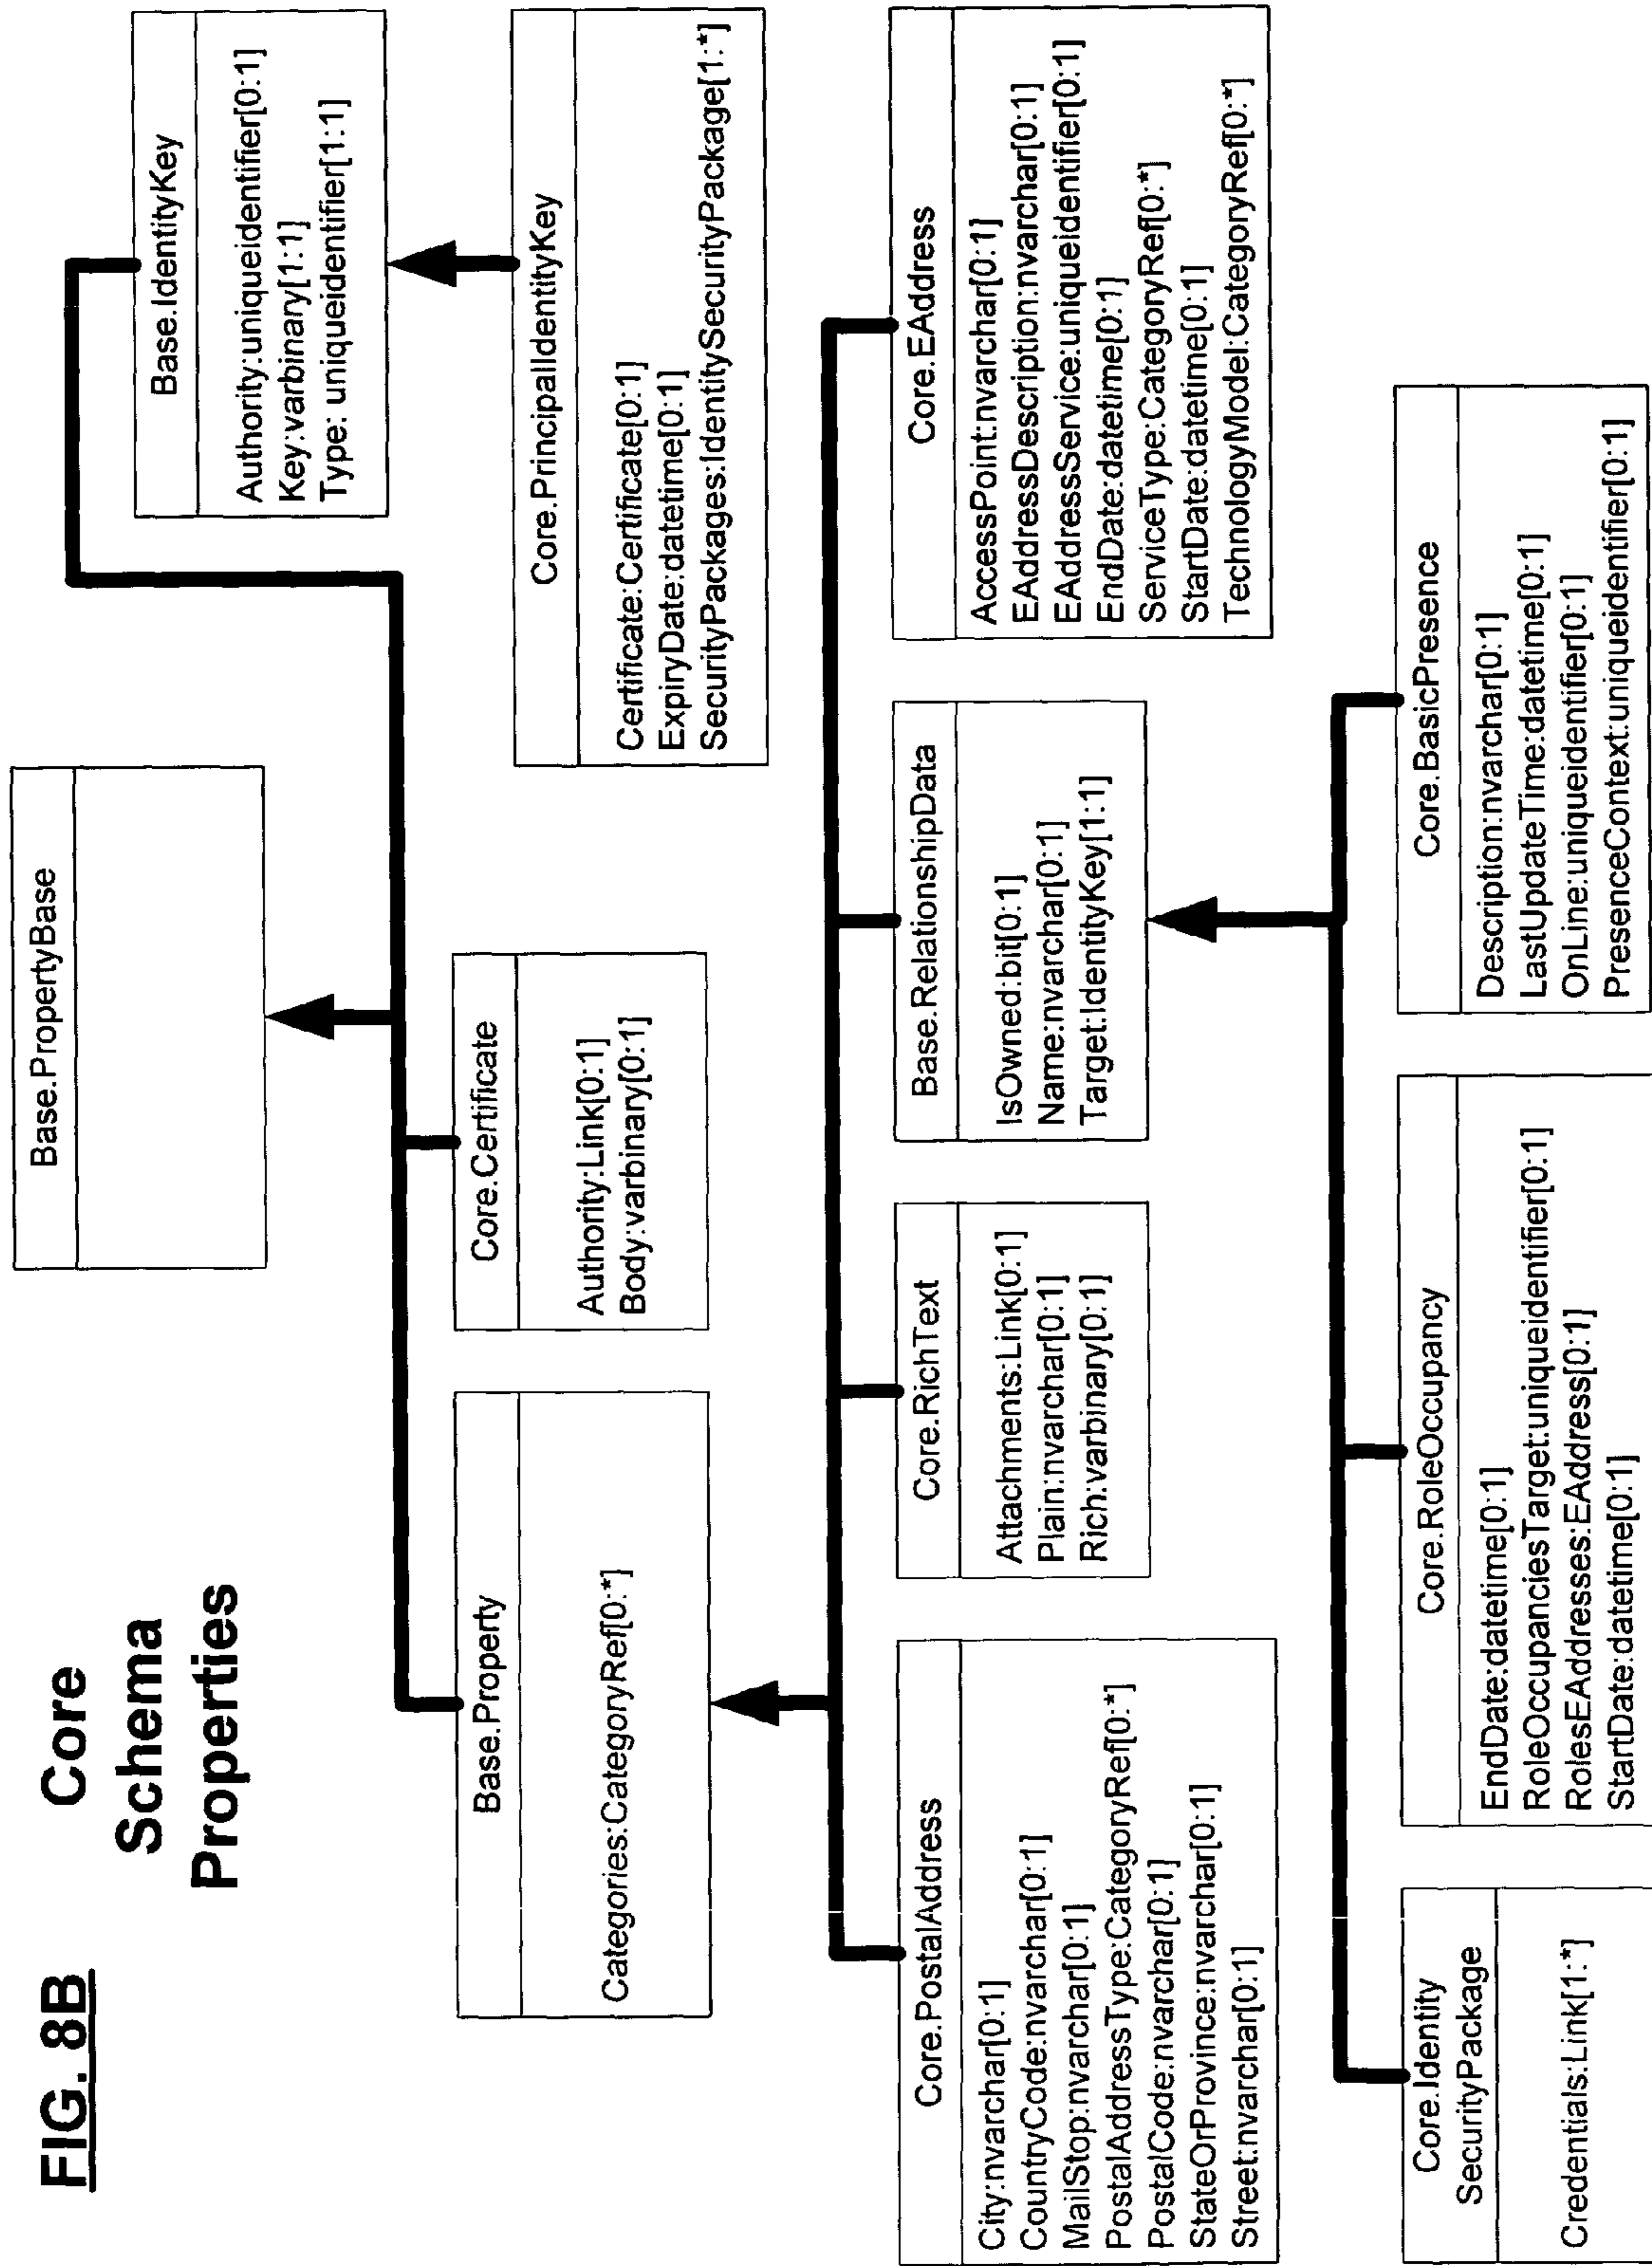 FIG. 8B
Core
Schema
Properties
Base.PropertyBase
Base.IdentityKey
Authority:uniqueidentifier[0:1]
Key:varbinary[1:1]
Type: uniqueidentifier[1:1]
Base.Property
Categories:CategoryRef[0:*]
Core.Certificate
Authority:Link[0:1]
Body:varbinary[0:1]
Core.PrincipalIdentityKey
Certificate:Certificate[0:1]
ExpiryDate:datetime[0:1]
SecurityPackages:IdentitySecurityPackage[1:*]
Core.PostalAddress
City:nvarchar[0:1]
CountryCode:nvarchar[0:1]
MailStop:nvarchar[0:1]
PostalAddressType:CategoryRef[0:*]
PostalCode:nvarchar[0:1]
StateOrProvince:nvarchar[0:1]
Street:nvarchar[0:1]
Core.RichText
Attachments:Link[0:1]
Plain:nvarchar[0:1]
Rich:varbinary[0:1]
Base.RelationshipData
IsOwned:bit[0:1]
Name:nvarchar[0:1]
Target:IdentityKey[1:1]
Core.EAddress
AccessPoint:nvarchar[0:1]
EAddressDescription:nvarchar[0:1]
EAddressService:uniqueidentifier[0:1]
EndDate:datetime[0:1]
ServiceType:CategoryRef[0:*]
StartDate:datetime[0:1]
TechnologyModel:CategoryRef[0:*]
Core.Identity
SecurityPackage
Credentials:Link[1:*]
Core.RoleOccupancy
EndDate:datetime[0:1]
RoleOccupanciesTarget:uniqueidentifier[0:1]
RolesEAddresses:EAddress[0:1]
StartDate:datetime[0:1]
Core.BasicPresence
Description:nvarchar[0:1]
LastUpdateTime:datetime[0:1]
OnLine:uniqueidentifier[0:1]
PresenceContext:uniqueidentifier[0:1]